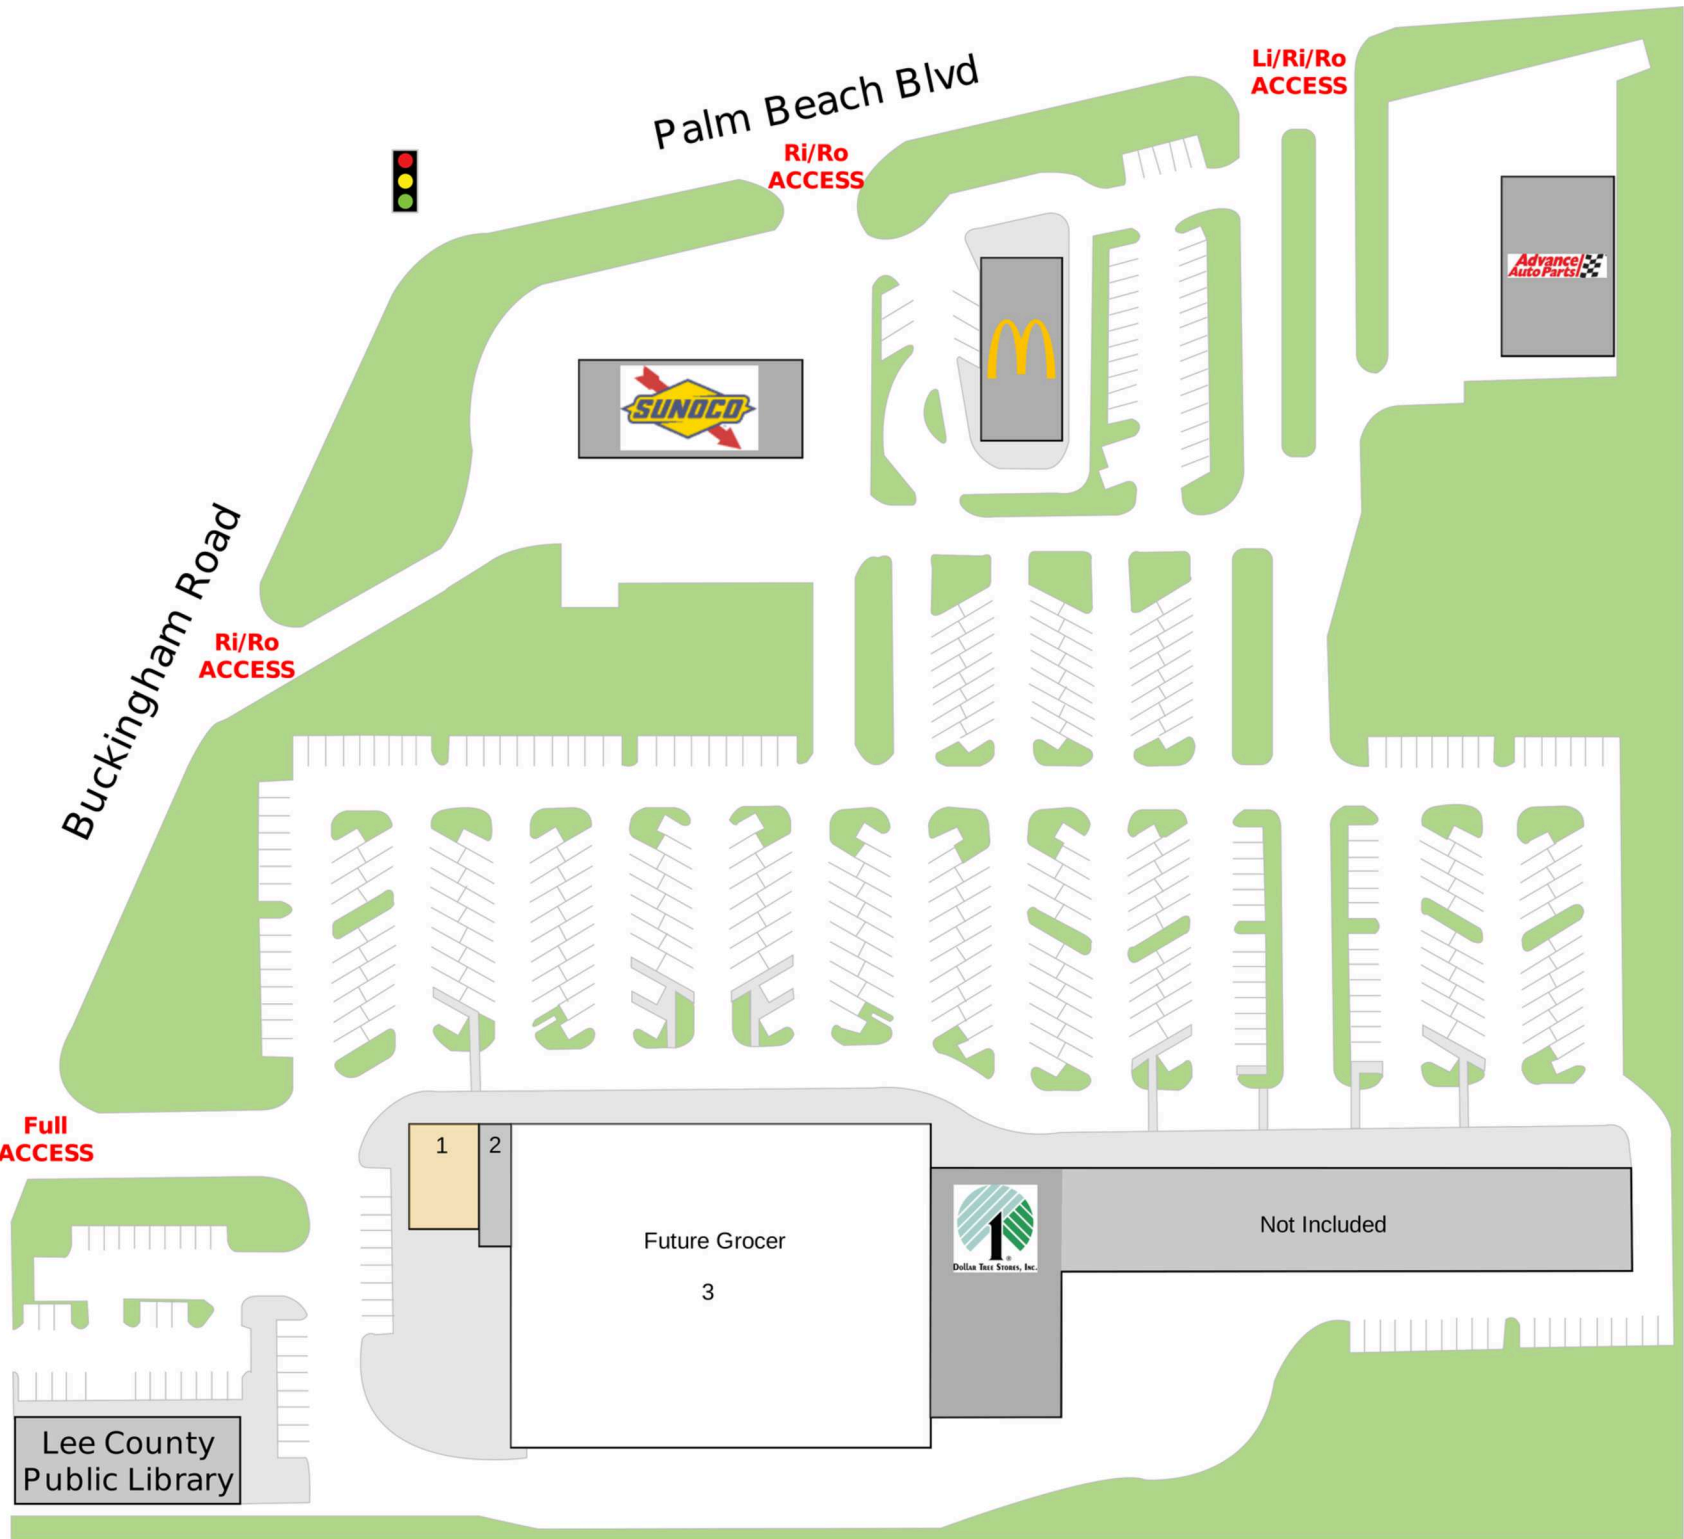 Palm Beach Blvd
Li/Ri/Ro
ACCESS
Ri/Ro
ACCESS
Advance
Auto Parts
SUNOCO
Buckingham Road
Ri/Ro
ACCESS
Full
ACCESS
1
2
Future Grocer
3
1
®
DOLLAR TREE STORES, INC.
Not Included
Lee County
Public Library